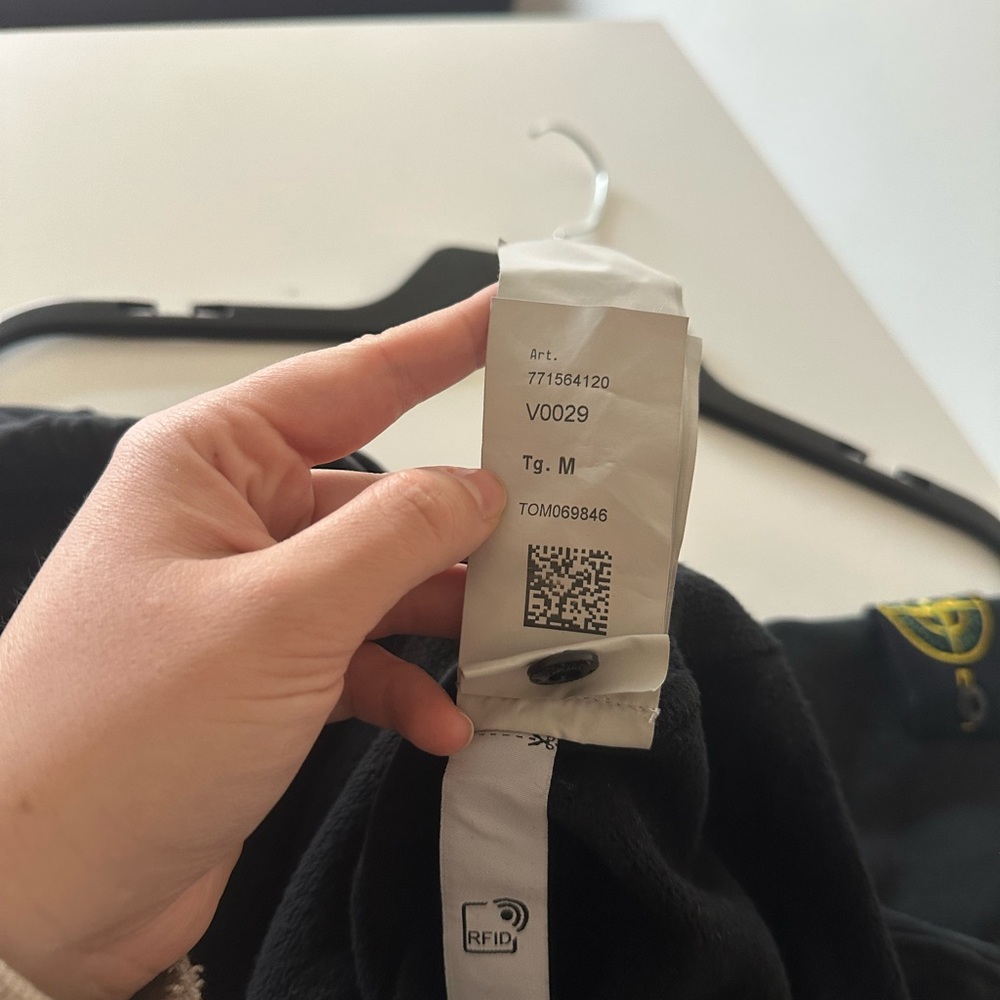 Art.
771564120
V0029
Tg. M
TOM069846
RFID